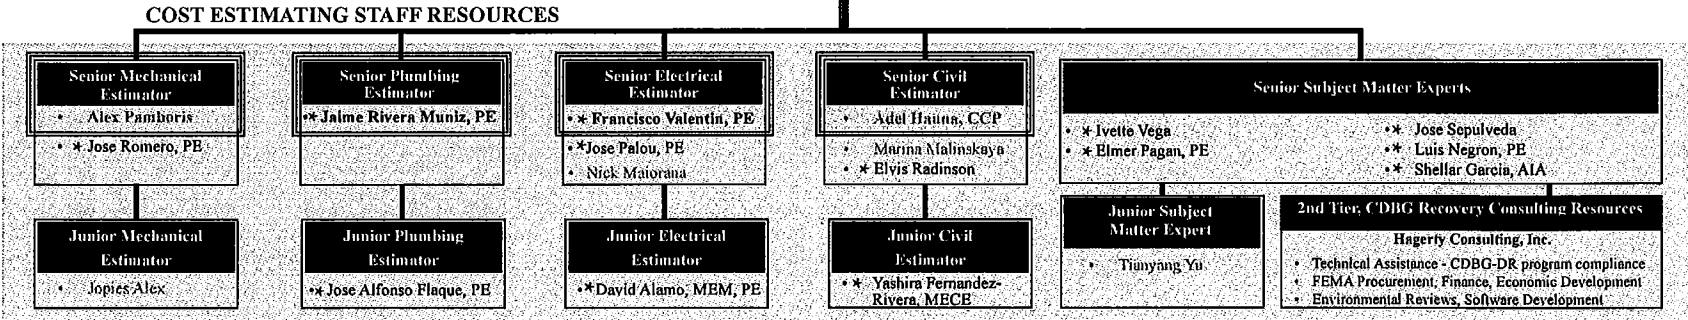 COST ESTIMATING STAFF RESOURCES
Senior Mechanical
Estimator
• Alex Pamboris
• * Jose Romero, PE
Senior Plumbing
Estimator
•* Jaime Rivera Muniz, PE
Senior Electrical
Estimator
• * Francisco Valentin, PE
• *Jose Palou, PE
• Nick Maiorana
Senior Civil
Estimator
• Adel Hanna, CCP
• Marina Malinskaya
• * Elvis Radinson
Senior Subject Matter Experts
• * Ivette Vega
• * Elmer Pagan, PE
•* Jose Sepulveda
•* Luis Negron, PE
•* Shellar Garcia, AIA
Junior Mechanical
Estimator
• Jopies Alex
Junior Plumbing
Estimator
•* Jose Alfonso Flaque, PE
Junior Electrical
Estimator
• *David Alamo, MEM, PE
Junior Civil
Estimator
• * Yashira Fernandez-
Rivera, MECE
Junior Subject
Matter Expert
• Tianyang Yu
2nd Tier, CDBG Recovery Consulting Resources
Hagerty Consulting, Inc.
• Technical Assistance - CDBG-DR program compliance
• FEMA Procurement, Finance, Economic Development
• Environmental Reviews, Software Development